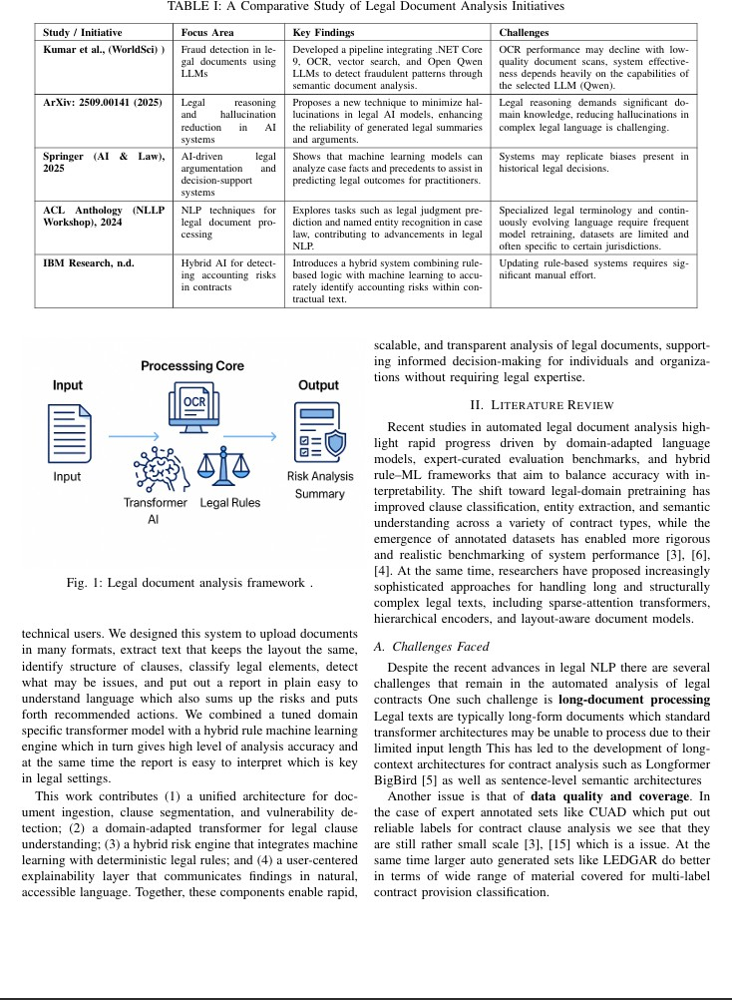 TABLE I: A Comparative Study of Legal Document Analysis Initiatives
Study / Initiative
Focus Area
Key Findings
Challenges
Kumar et al., (WorldSci) )
Fraud detection in le-
gal documents using
LLMs
Developed a pipeline integrating .NET Core
9, OCR, vector search, and Open Qwen
LLMs to detect fraudulent patterns through
semantic document analysis.
OCR performance may decline with low-
quality document scans, system effective-
ness depends heavily on the capabilities of
the selected LLM (Qwen).
ArXiv: 2509.00141 (2025)
Legal reasoning
and hallucination
reduction in AI
systems
Proposes a new technique to minimize hal-
lucinations in legal AI models, enhancing
the reliability of generated legal summaries
and arguments.
Legal reasoning demands significant do-
main knowledge, reducing hallucinations in
complex legal language is challenging.
Springer (AI & Law),
2025
AI-driven legal
argumentation and
decision-support
systems
Shows that machine learning models can
analyze case facts and precedents to assist in
predicting legal outcomes for practitioners.
Systems may replicate biases present in
historical legal decisions.
ACL Anthology (NLLP
Workshop), 2024
NLP techniques for
legal document pro-
cessing
Explores tasks such as legal judgment pre-
diction and named entity recognition in case
law, contributing to advancements in legal
NLP.
Specialized legal terminology and contin-
uously evolving language require frequent
model retraining, datasets are limited and
often specific to certain jurisdictions.
IBM Research, n.d.
Hybrid AI for detect-
ing accounting risks
in contracts
Introduces a hybrid system combining rule-
based logic with machine learning to accu-
rately identify accounting risks within con-
tractual text.
Updating rule-based systems requires sig-
nificant manual effort.
Input
Processsing Core
Output
OCR
Input
Transformer
AI
Legal Rules
Risk Analysis
Summary
Fig. 1: Legal document analysis framework .
technical users. We designed this system to upload documents
in many formats, extract text that keeps the layout the same,
identify structure of clauses, classify legal elements, detect
what may be issues, and put out a report in plain easy to
understand language which also sums up the risks and puts
forth recommended actions. We combined a tuned domain
specific transformer model with a hybrid rule machine learning
engine which in turn gives high level of analysis accuracy and
at the same time the report is easy to interpret which is key
in legal settings.
This work contributes (1) a unified architecture for doc-
ument ingestion, clause segmentation, and vulnerability de-
tection; (2) a domain-adapted transformer for legal clause
understanding; (3) a hybrid risk engine that integrates machine
learning with deterministic legal rules; and (4) a user-centered
explainability layer that communicates findings in natural,
accessible language. Together, these components enable rapid,
scalable, and transparent analysis of legal documents, support-
ing informed decision-making for individuals and organiza-
tions without requiring legal expertise.
II. LITERATURE REVIEW
Recent studies in automated legal document analysis high-
light rapid progress driven by domain-adapted language
models, expert-curated evaluation benchmarks, and hybrid
rule–ML frameworks that aim to balance accuracy with in-
terpretability. The shift toward legal-domain pretraining has
improved clause classification, entity extraction, and semantic
understanding across a variety of contract types, while the
emergence of annotated datasets has enabled more rigorous
and realistic benchmarking of system performance [3], [6],
[4]. At the same time, researchers have proposed increasingly
sophisticated approaches for handling long and structurally
complex legal texts, including sparse-attention transformers,
hierarchical encoders, and layout-aware document models.
A. Challenges Faced
Despite the recent advances in legal NLP there are several
challenges that remain in the automated analysis of legal
contracts One such challenge is long-document processing
Legal texts are typically long-form documents which standard
transformer architectures may be unable to process due to their
limited input length This has led to the development of long-
context architectures for contract analysis such as Longformer
BigBird [5] as well as sentence-level semantic architectures
Another issue is that of data quality and coverage. In
the case of expert annotated sets like CUAD which put out
reliable labels for contract clause analysis we see that they
are still rather small scale [3], [15] which is a issue. At the
same time larger auto generated sets like LEDGAR do better
in terms of wide range of material covered for multi-label
contract provision classification.